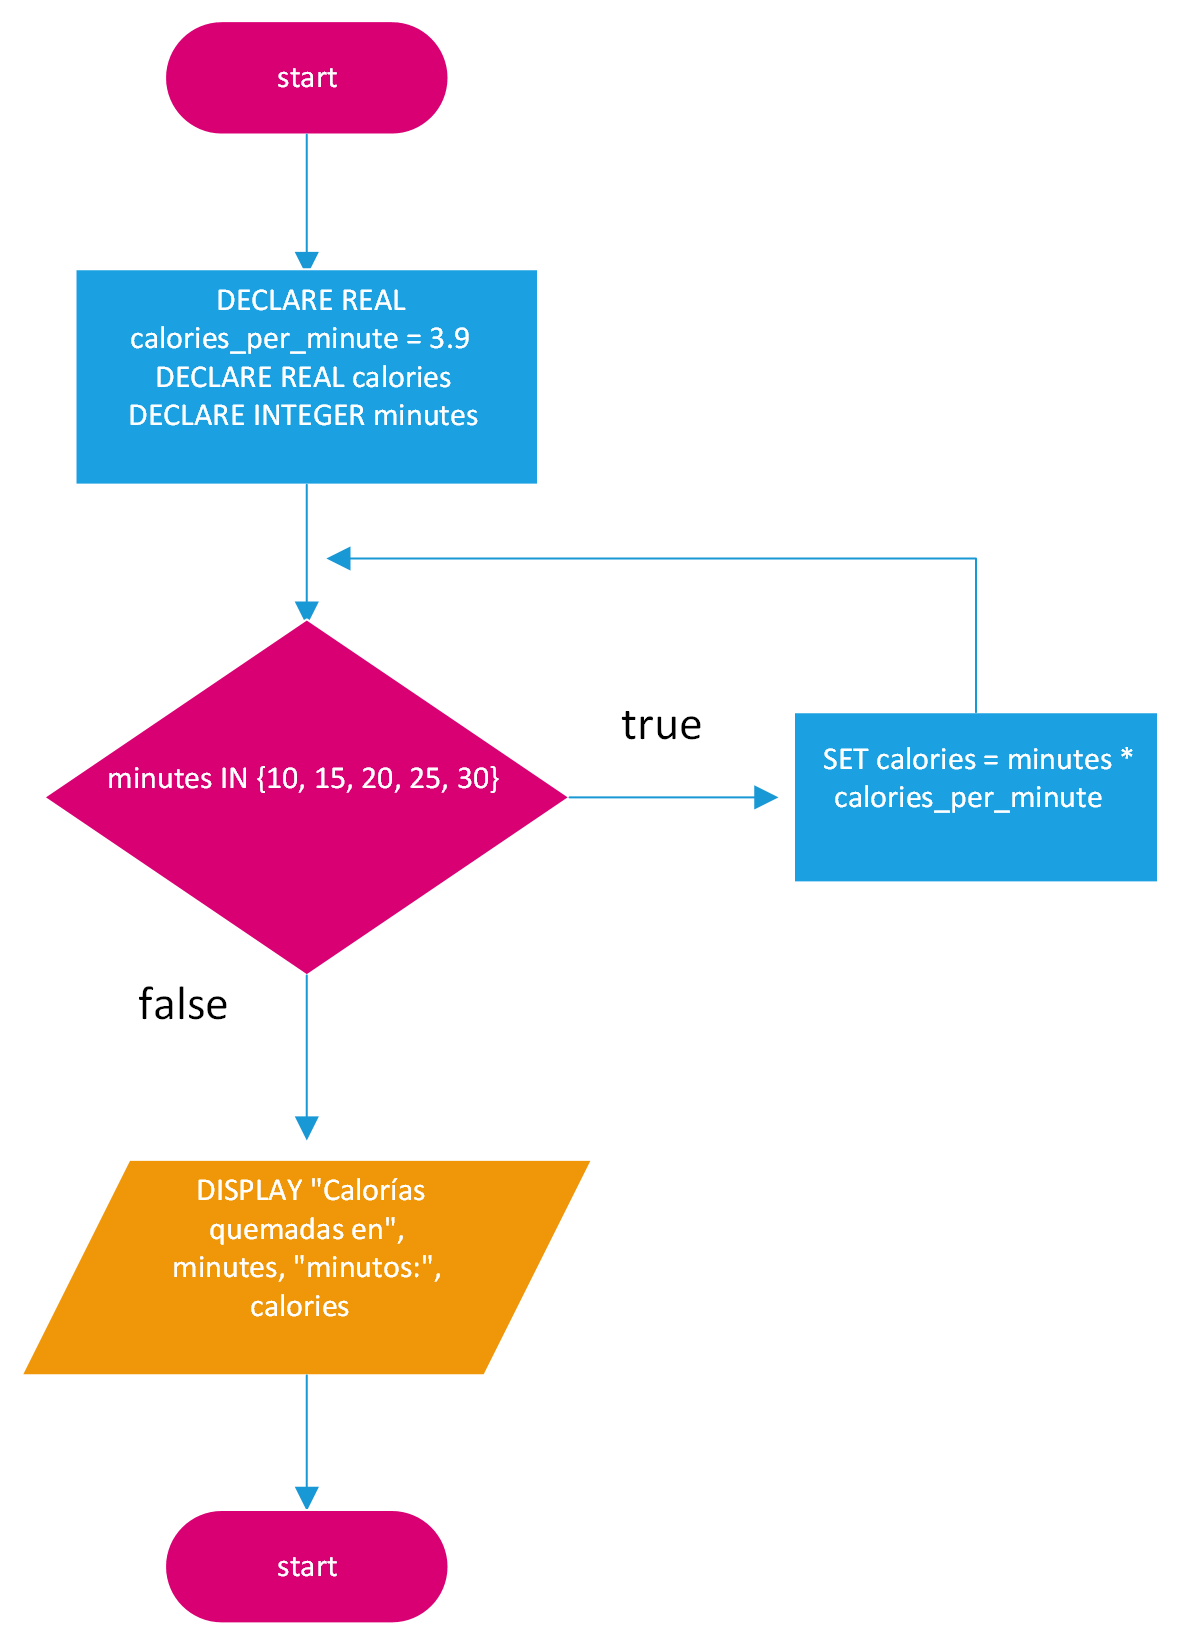 start
DECLARE REAL
calories_per_minute = 3.9
DECLARE REAL calories
DECLARE INTEGER minutes
true
minutes IN {10, 15, 20, 25, 30}
SET calories = minutes *
calories_per_minute
false
DISPLAY "Calorías
quemadas en",
minutes, "minutos:",
calories
start